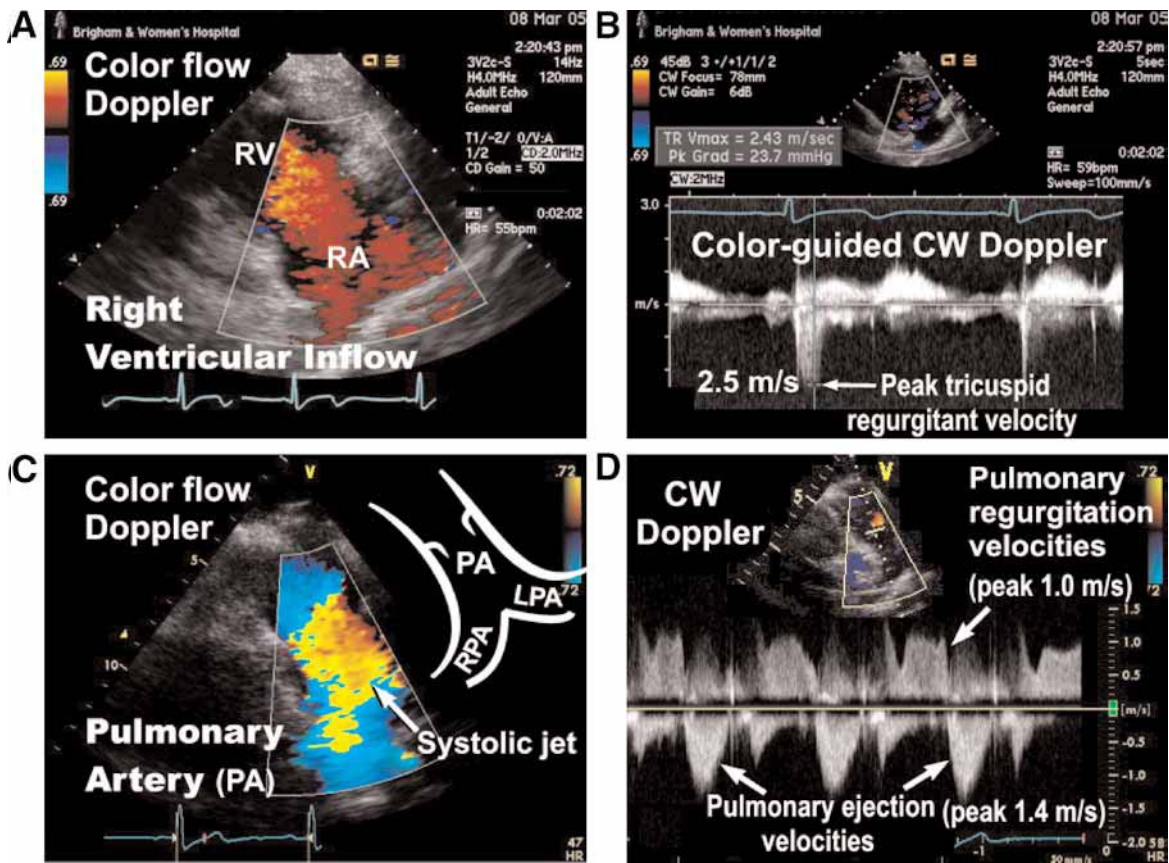 A
08 Mar 05
Brigham & Women's Hospital
2:20:43 pm
3V2c-S 14Hz
H4.0MHz 120mm
Adult Echo
General
T1/-2/ 0/V:A
1/2 CD:2.0MHz
CD Gain = 50
0:02:02
HR= 55bpm
.69
.69
Color flow
Doppler
RV
RA
Right
Ventricular Inflow
B
08 Mar 05
Brigham & Women's Hospital
2:20:57 pm
3V2c-S 5sec
H4.0MHz 120mm
Adult Echo
General
0:02:02
HR= 59bpm
Sweep=100mm/s
.69
.69
45dB 3 •/+1/1/2
CW Focus= 78mm
CW Gain= 6dB
TR Vmax = 2.43 m/sec
Pk Grad = 23.7 mmHg
CW:2MHz
3.0
m/s
Color-guided CW Doppler
2.5 m/s
Peak tricuspid
regurgitant velocity
C
V
.72
.72
Color flow
Doppler
5
10
PA
LPA
RPA
Systolic jet
Pulmonary
Artery (PA)
47
HR
D
V
.72
.72
CW
Doppler
5
Pulmonary
regurgitation
velocities
(peak 1.0 m/s)
1.5
1.0
0.5
[m/s]
-0.5
-1.0
-1.5
-2.0
Pulmonary ejection
velocities
(peak 1.4 m/s)
-1
0
58
HR
50 mm/s